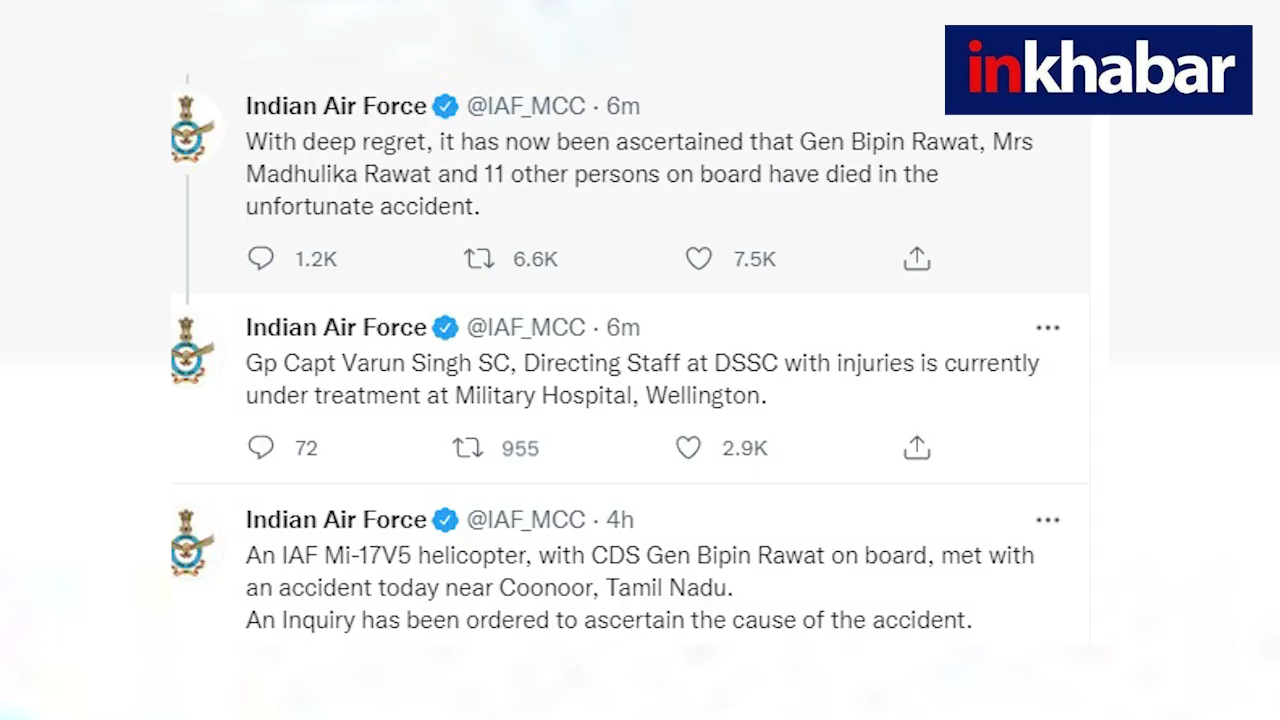 inkhabar
Indian Air Force @IAF_MCC · 6m
With deep regret, it has now been ascertained that Gen Bipin Rawat, Mrs
Madhulika Rawat and 11 other persons on board have died in the
unfortunate accident.
1.2K 6.6K 7.5K
Indian Air Force @IAF_MCC · 6m
Gp Capt Varun Singh SC, Directing Staff at DSSC with injuries is currently
under treatment at Military Hospital, Wellington.
72 955 2.9K
Indian Air Force @IAF_MCC · 4h
An IAF Mi-17V5 helicopter, with CDS Gen Bipin Rawat on board, met with
an accident today near Coonoor, Tamil Nadu.
An Inquiry has been ordered to ascertain the cause of the accident.